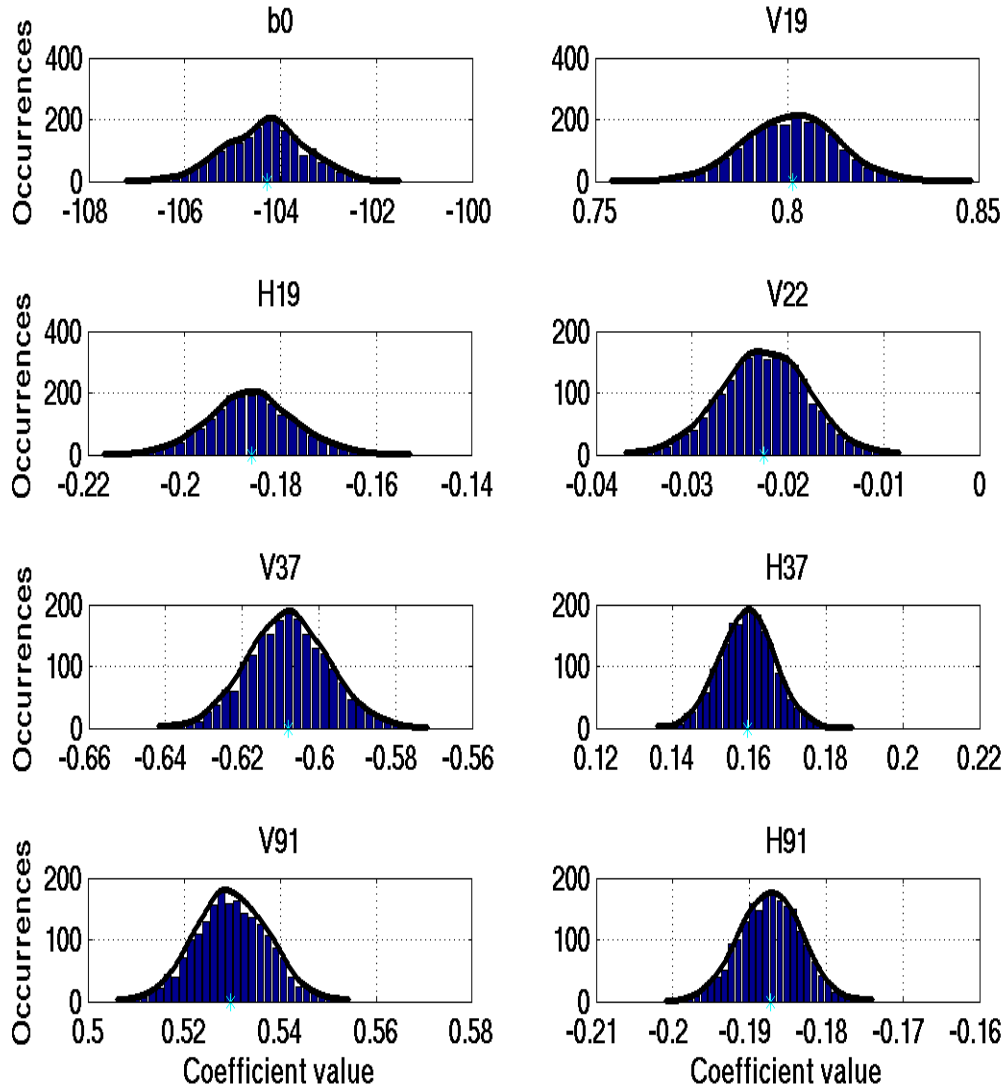 b0
V19
Occurrences
400
200
0
-108 -106 -104 -102 -100
400
200
0
0.75 0.8 0.85
H19
V22
Occurrences
400
200
0
-0.22 -0.2 -0.18 -0.16 -0.14
200
100
0
-0.04 -0.03 -0.02 -0.01 0
V37
H37
Occurrences
200
100
0
-0.66 -0.64 -0.62 -0.6 -0.58 -0.56
200
100
0
0.12 0.14 0.16 0.18 0.2 0.22
V91
H91
Occurrences
200
100
0
0.5 0.52 0.54 0.56 0.58
Coefficient value
200
100
0
-0.21 -0.2 -0.19 -0.18 -0.17 -0.16
Coefficient value